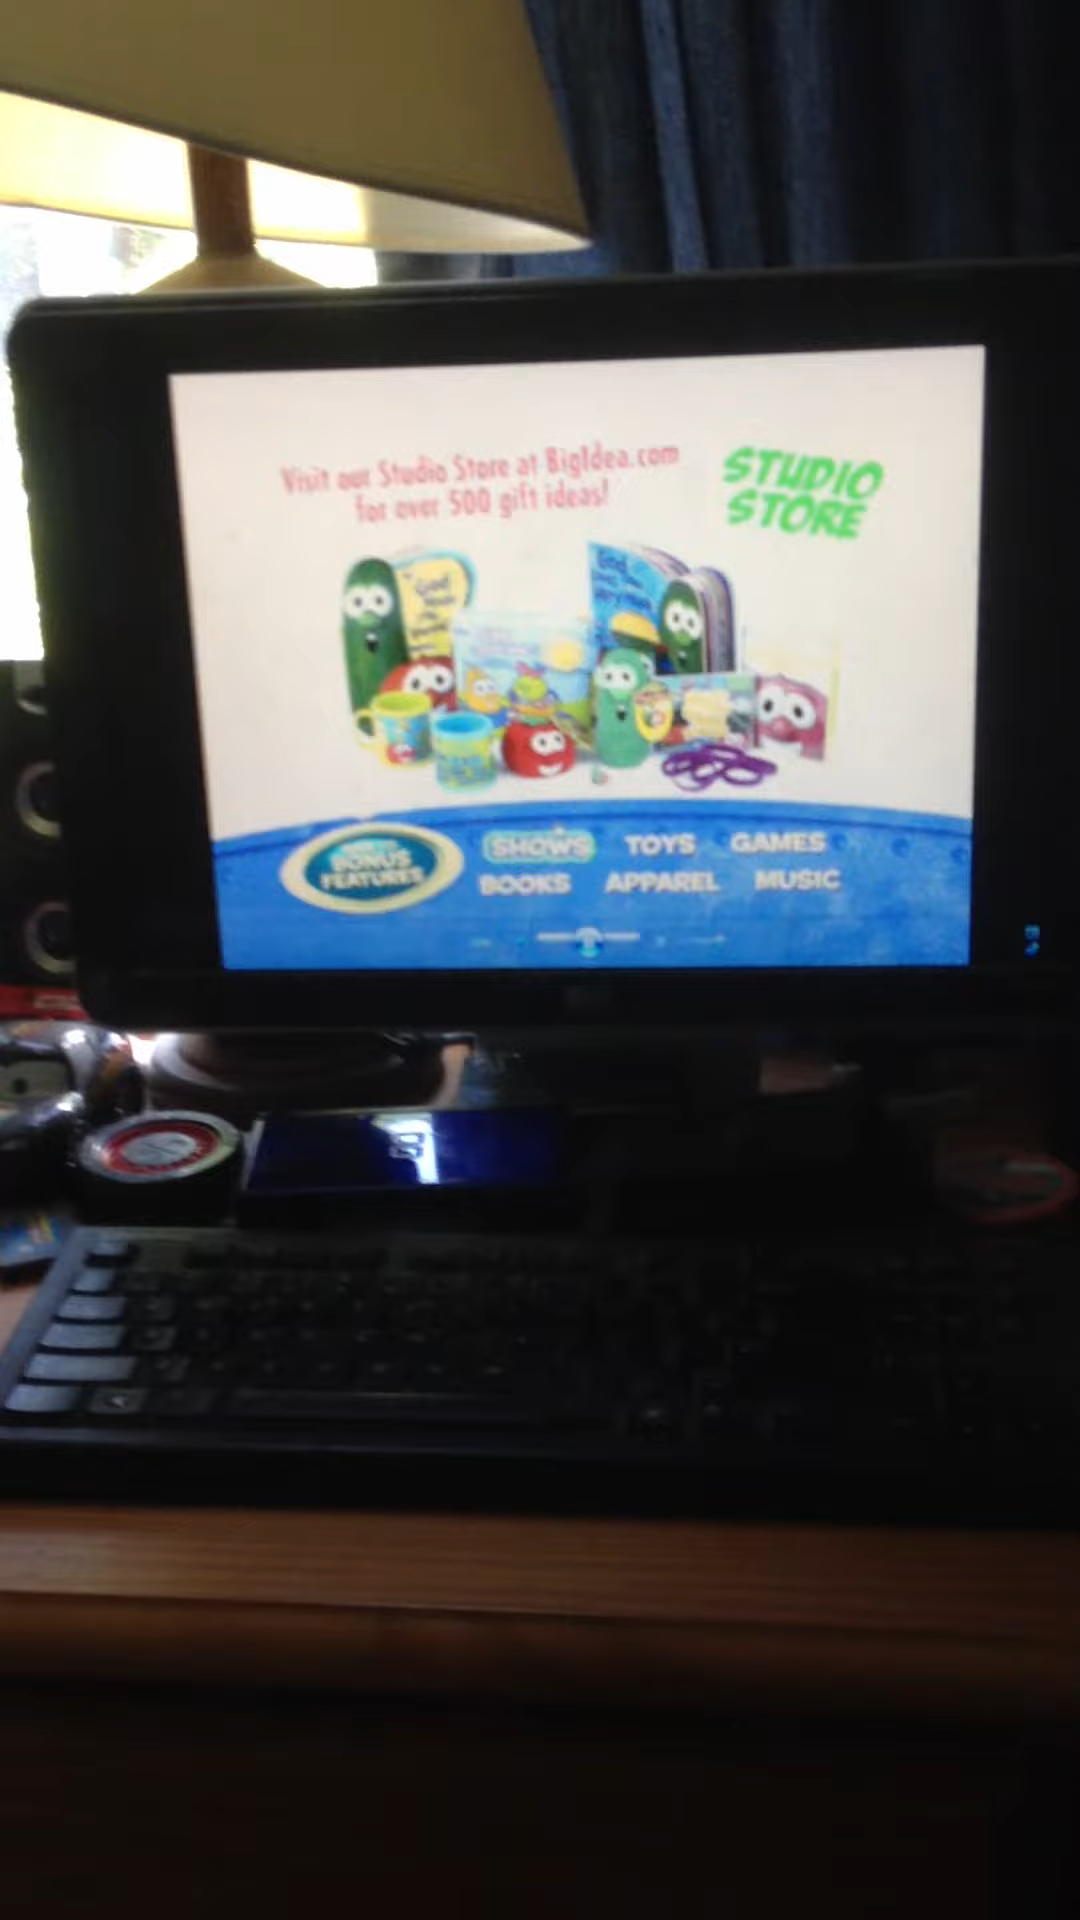 Visit our Studio Store at BigIdea.com
for over 500 gift ideas!
STUDIO
STORE
God
BONUS
FEATURES
SHOWS TOYS GAMES
BOOKS APPAREL MUSIC